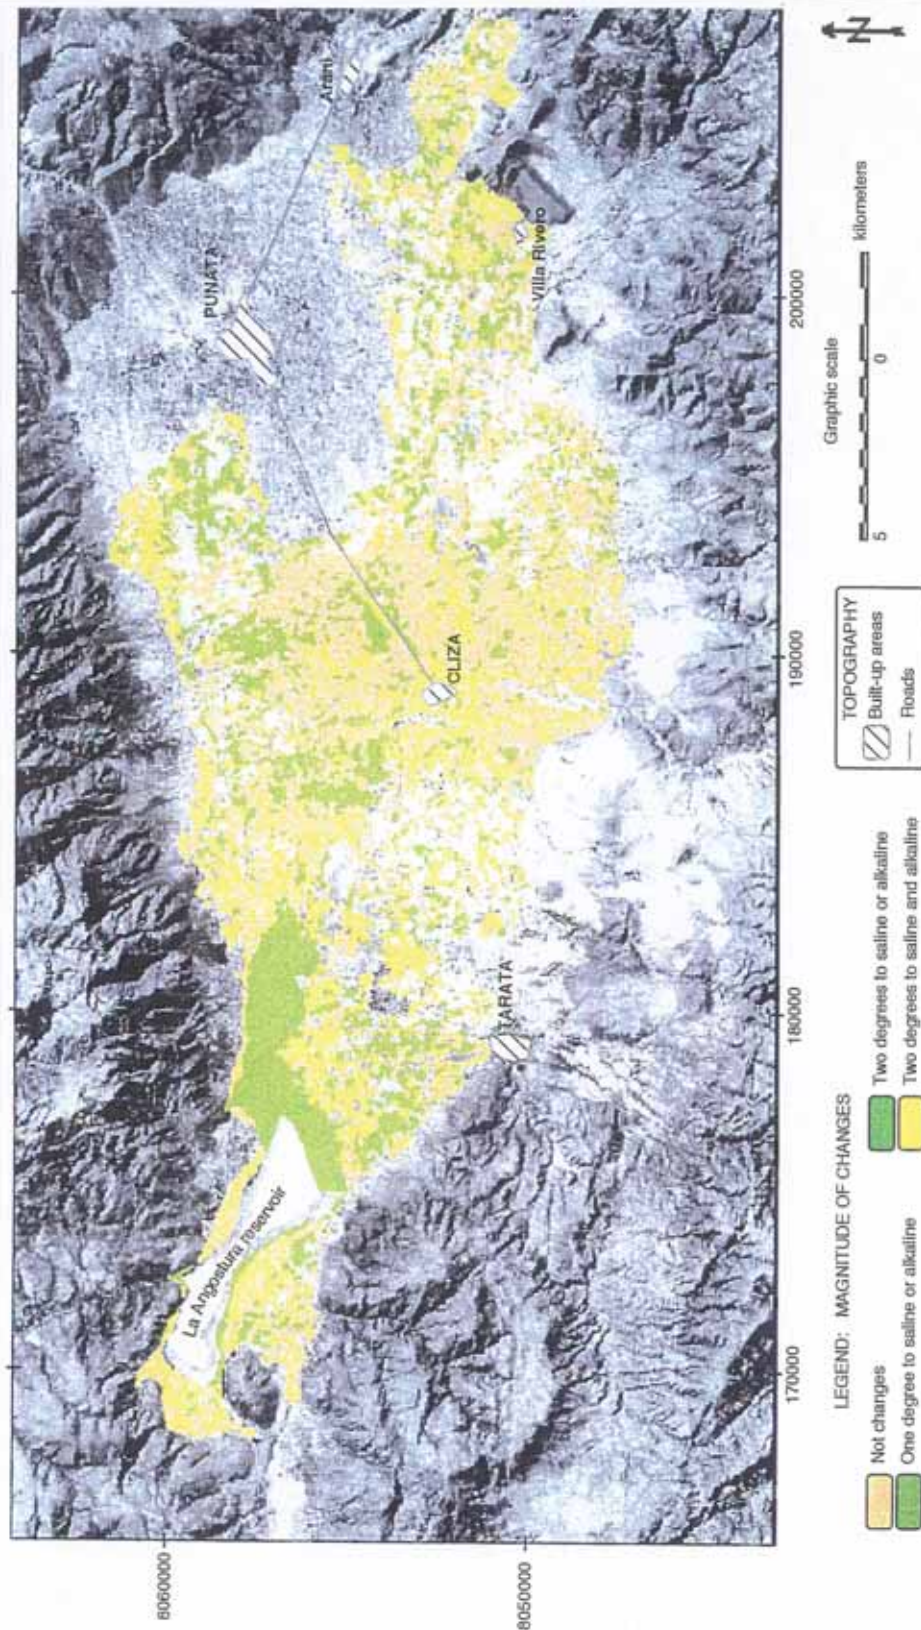 Arani
PUNATA
Villa Rivero
CLIZA
TARATA
La Angostura reservoir
8060000
8050000
170000
180000
190000
200000
N
LEGEND: MAGNITUDE OF CHANGES
Not changes
One degree to saline or alkaline
Two degrees to saline or alkaline
Two degrees to saline and alkaline
TOPOGRAPHY
Built-up areas
Roads
Graphic scale
5 0 kilometers